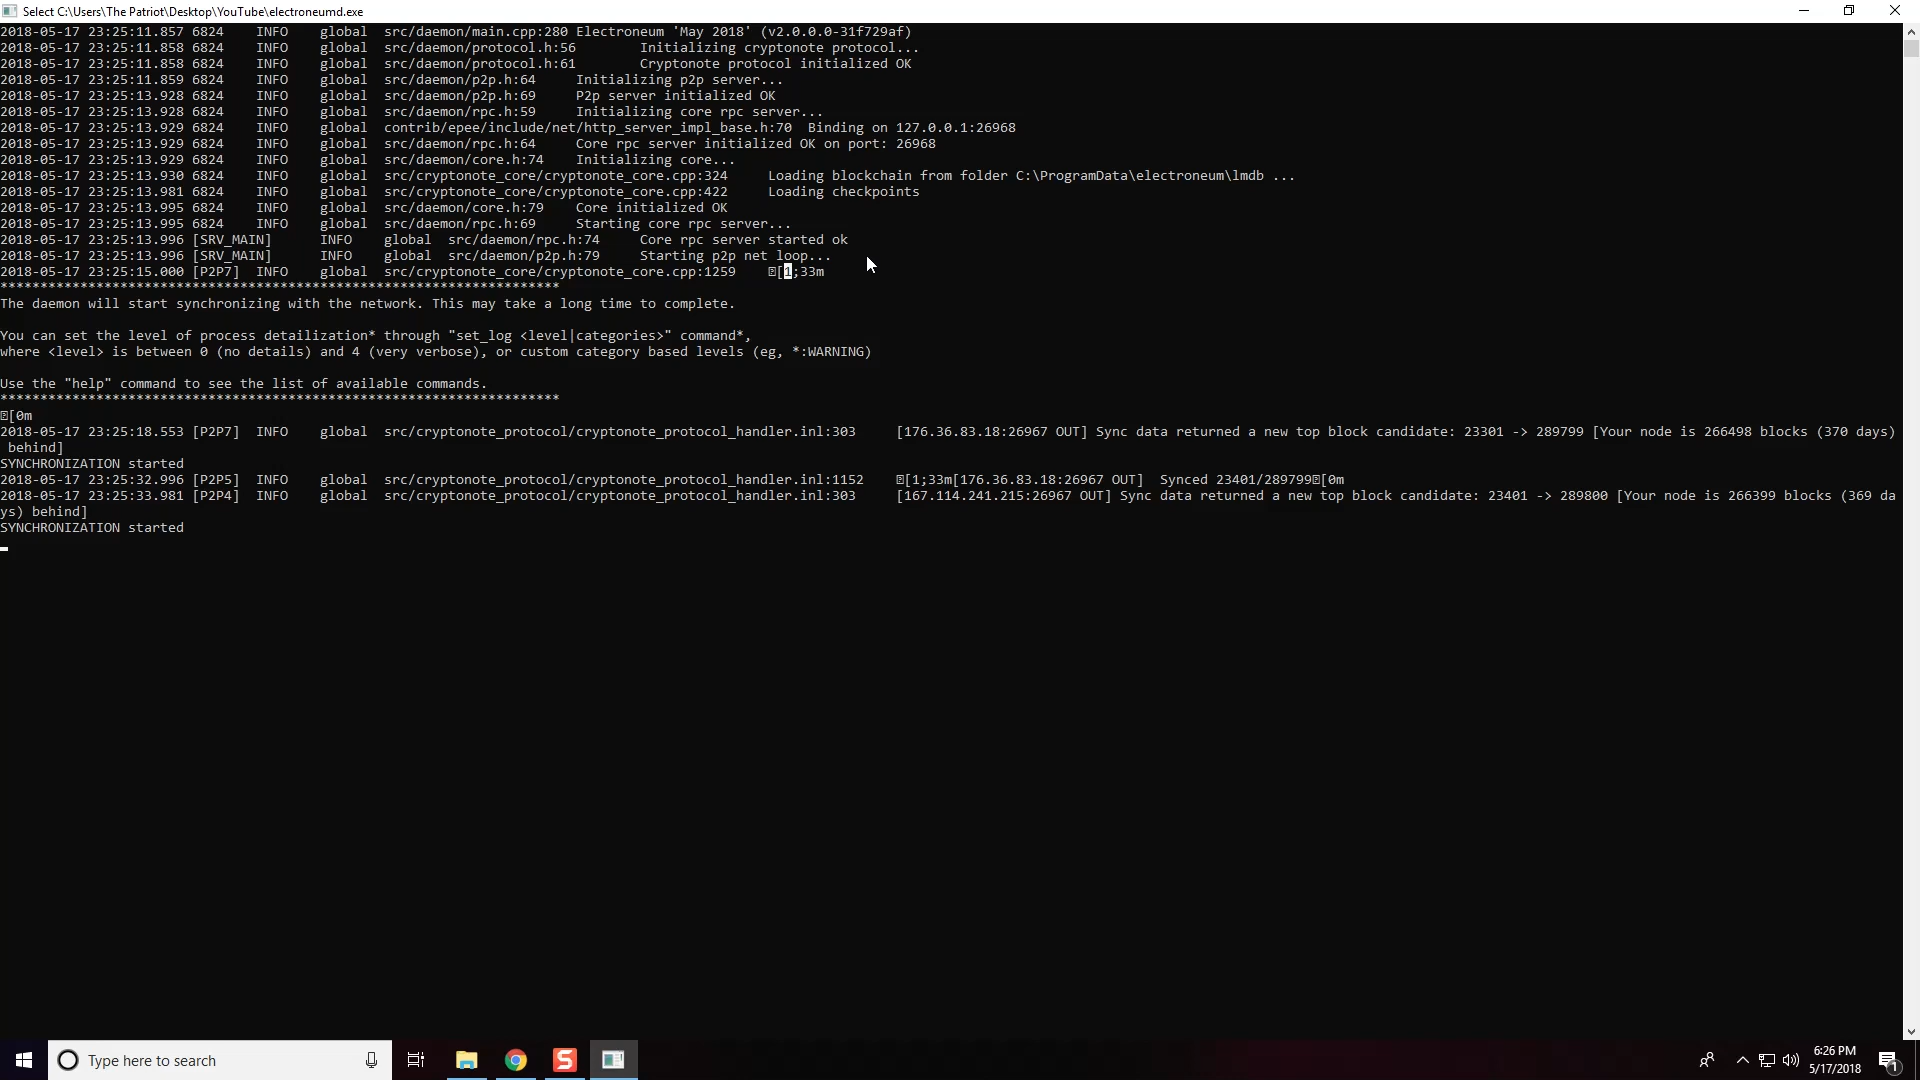 Select C:\Users\The Patriot\Desktop\YouTube\electroneumd.exe
2018-05-17 23:25:11.857 6824 INFO global src/daemon/main.cpp:280 Electroneum 'May 2018' (v2.0.0.0-31f729af)
2018-05-17 23:25:11.858 6824 INFO global src/daemon/protocol.h:56 Initializing cryptonote protocol...
2018-05-17 23:25:11.858 6824 INFO global src/daemon/protocol.h:61 Cryptonote protocol initialized OK
2018-05-17 23:25:11.859 6824 INFO global src/daemon/p2p.h:64 Initializing p2p server...
2018-05-17 23:25:13.928 6824 INFO global src/daemon/p2p.h:69 P2p server initialized OK
2018-05-17 23:25:13.928 6824 INFO global src/daemon/rpc.h:59 Initializing core rpc server...
2018-05-17 23:25:13.929 6824 INFO global contrib/epee/include/net/http_server_impl_base.h:70 Binding on 127.0.0.1:26968
2018-05-17 23:25:13.929 6824 INFO global src/daemon/rpc.h:64 Core rpc server initialized OK on port: 26968
2018-05-17 23:25:13.929 6824 INFO global src/daemon/core.h:74 Initializing core...
2018-05-17 23:25:13.930 6824 INFO global src/cryptonote_core/cryptonote_core.cpp:324 Loading blockchain from folder C:\ProgramData\electroneum\lmdb ...
2018-05-17 23:25:13.981 6824 INFO global src/cryptonote_core/cryptonote_core.cpp:422 Loading checkpoints
2018-05-17 23:25:13.995 6824 INFO global src/daemon/core.h:79 Core initialized OK
2018-05-17 23:25:13.995 6824 INFO global src/daemon/rpc.h:69 Starting core rpc server...
2018-05-17 23:25:13.996 [SRV_MAIN] INFO global src/daemon/rpc.h:74 Core rpc server started ok
2018-05-17 23:25:13.996 [SRV_MAIN] INFO global src/daemon/p2p.h:79 Starting p2p net loop...
2018-05-17 23:25:15.000 [P2P7] INFO global src/cryptonote_core/cryptonote_core.cpp:1259 ⍰[1;33m
**********************************************************************
The daemon will start synchronizing with the network. This may take a long time to complete.
You can set the level of process detailization* through "set_log <level|categories>" command*,
where <level> is between 0 (no details) and 4 (very verbose), or custom category based levels (eg, *:WARNING)
Use the "help" command to see the list of available commands.
**********************************************************************
⍰[0m
2018-05-17 23:25:18.553 [P2P7] INFO global src/cryptonote_protocol/cryptonote_protocol_handler.inl:303 [176.36.83.18:26967 OUT] Sync data returned a new top block candidate: 23301 -> 289799 [Your node is 266498 blocks (370 days)
behind]
SYNCHRONIZATION started
2018-05-17 23:25:32.996 [P2P5] INFO global src/cryptonote_protocol/cryptonote_protocol_handler.inl:1152 ⍰[1;33m[176.36.83.18:26967 OUT] Synced 23401/289799⍰[0m
2018-05-17 23:25:33.981 [P2P4] INFO global src/cryptonote_protocol/cryptonote_protocol_handler.inl:303 [167.114.241.215:26967 OUT] Sync data returned a new top block candidate: 23401 -> 289800 [Your node is 266399 blocks (369 da
ys) behind]
SYNCHRONIZATION started
Type here to search
S
6:26 PM
5/17/2018
1